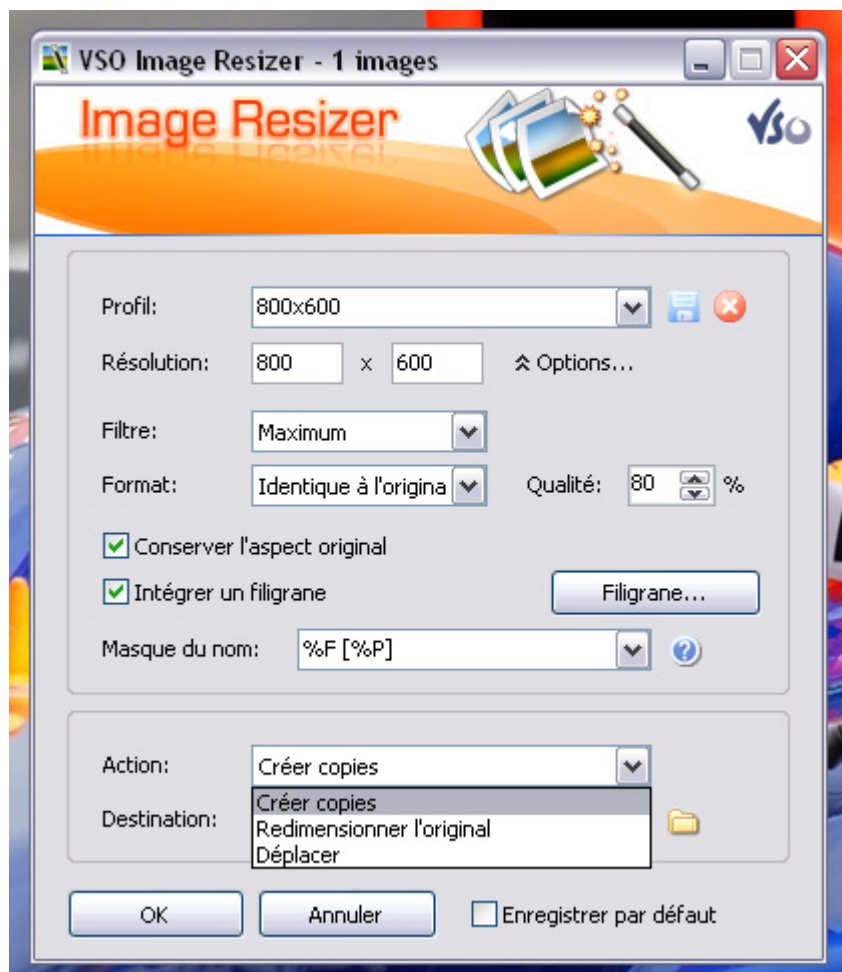 VSO Image Resizer - 1 images
Image Resizer
VSO
Profil: 800x600
Résolution: 800 x 600 Options...
Filtre: Maximum
Format: Identique à l'origina Qualité: 80 %
Conserver l'aspect original
Intégrer un filigrane Filigrane...
Masque du nom: %F [%P]
Action: Créer copies
Créer copies
Destination:
Redimensionner l'original
Déplacer
OK Annuler Enregistrer par défaut